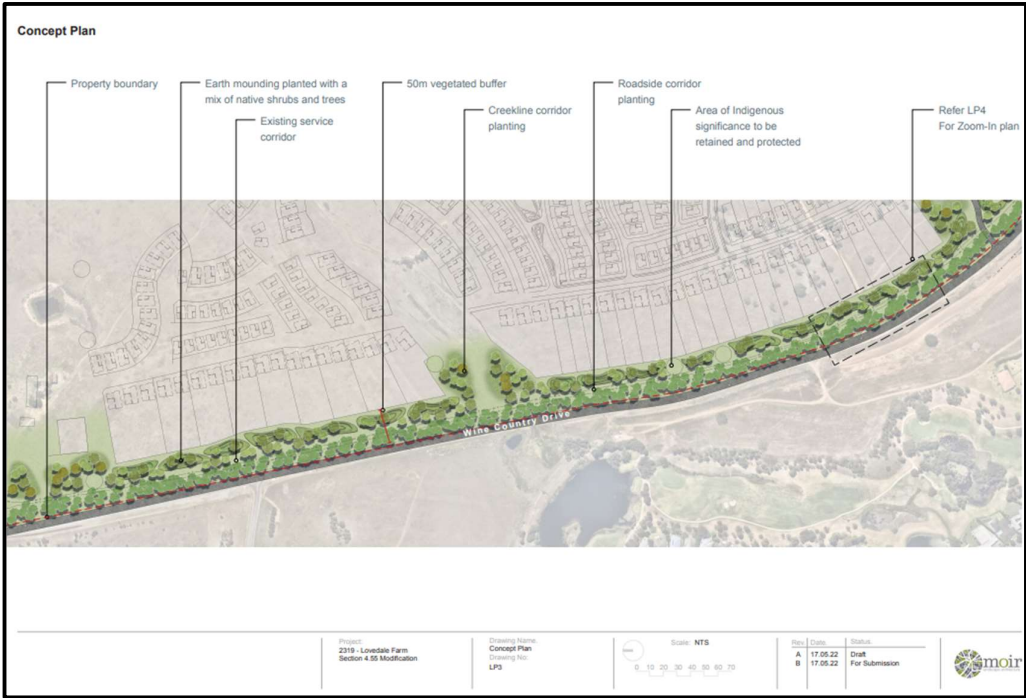 Concept Plan
Property boundary
Earth mounding planted with a
mix of native shrubs and trees
Existing service
corridor
50m vegetated buffer
Creekline corridor
planting
Roadside corridor
planting
Area of Indigenous
significance to be
retained and protected
Refer LP4
For Zoom-In plan
Wine Country Drive
Project:
2319 - Lovedale Farm
Section 4.55 Modification
Drawing Name.
Concept Plan
Drawing No:
LP3
Scale: NTS
0 10 20 30 40 50 60 70
Rev Date. Status.
A 17.05.22 Draft
B 17.05.22 For Submission
moir